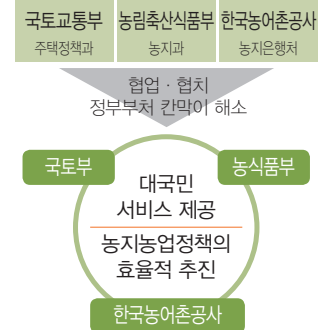 국토교통부 농림축산식품부 한국농어촌공사
주택정책과 농지과 농지은행처
협업 · 협치
정부부처 칸막이 해소
국토부 농식품부
대국민
서비스 제공
농지농업정책의
효율적 추진
한국농어촌공사